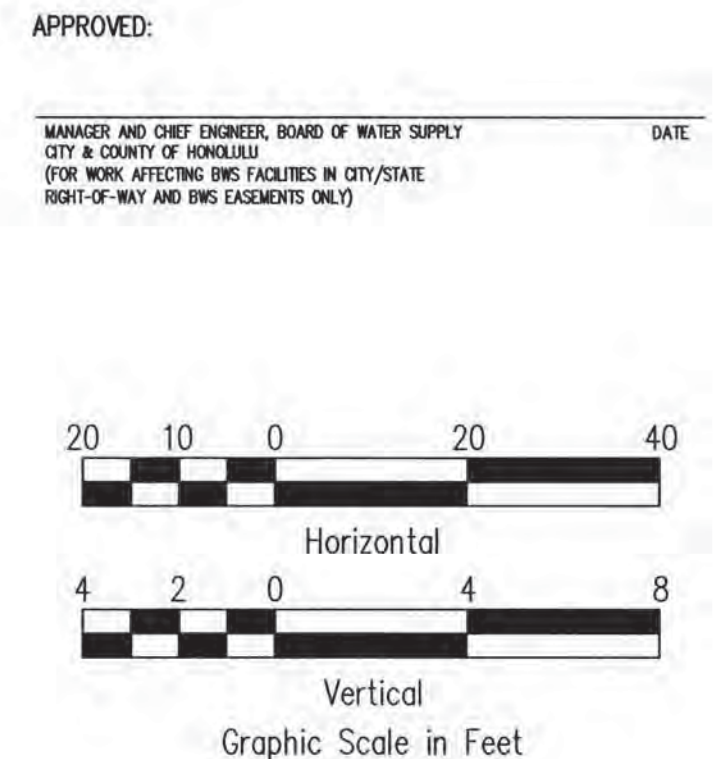 APPROVED:
MANAGER AND CHIEF ENGINEER, BOARD OF WATER SUPPLY DATE
CITY & COUNTY OF HONOLULU
(FOR WORK AFFECTING BWS FACILITIES IN CITY/STATE
RIGHT-OF-WAY AND BWS EASEMENTS ONLY)
20 10 0 20 40
Horizontal
4 2 0 4 8
Vertical
Graphic Scale in Feet